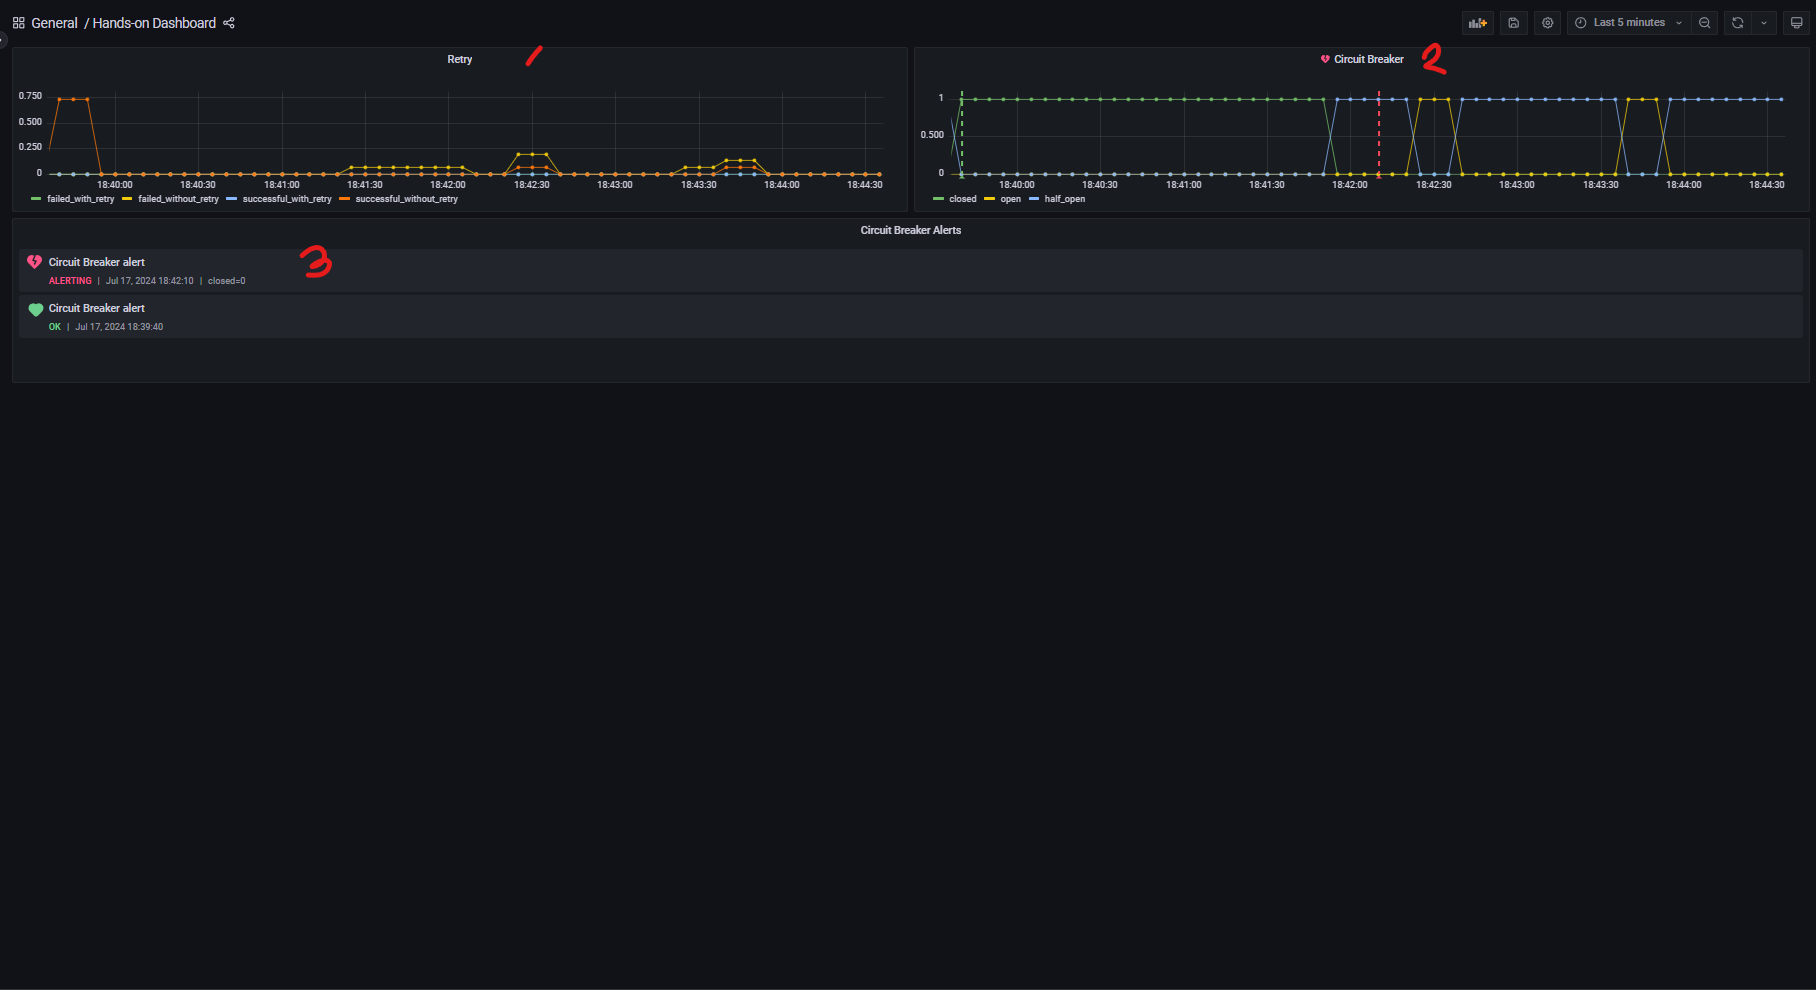 General / Hands-on Dashboard
Last 5 minutes
Retry 1
0.750
0.500
0.250
0
18:40:00 18:40:30 18:41:00 18:41:30 18:42:00 18:42:30 18:43:00 18:43:30 18:44:00 18:44:30
failed_with_retry failed_without_retry successful_with_retry successful_without_retry
Circuit Breaker 2
1
0.500
0
18:40:00 18:40:30 18:41:00 18:41:30 18:42:00 18:42:30 18:43:00 18:43:30 18:44:00 18:44:30
closed open half_open
Circuit Breaker Alerts
Circuit Breaker alert 3
ALERTING | Jul 17, 2024 18:42:10 | closed=0
Circuit Breaker alert
OK | Jul 17, 2024 18:39:40